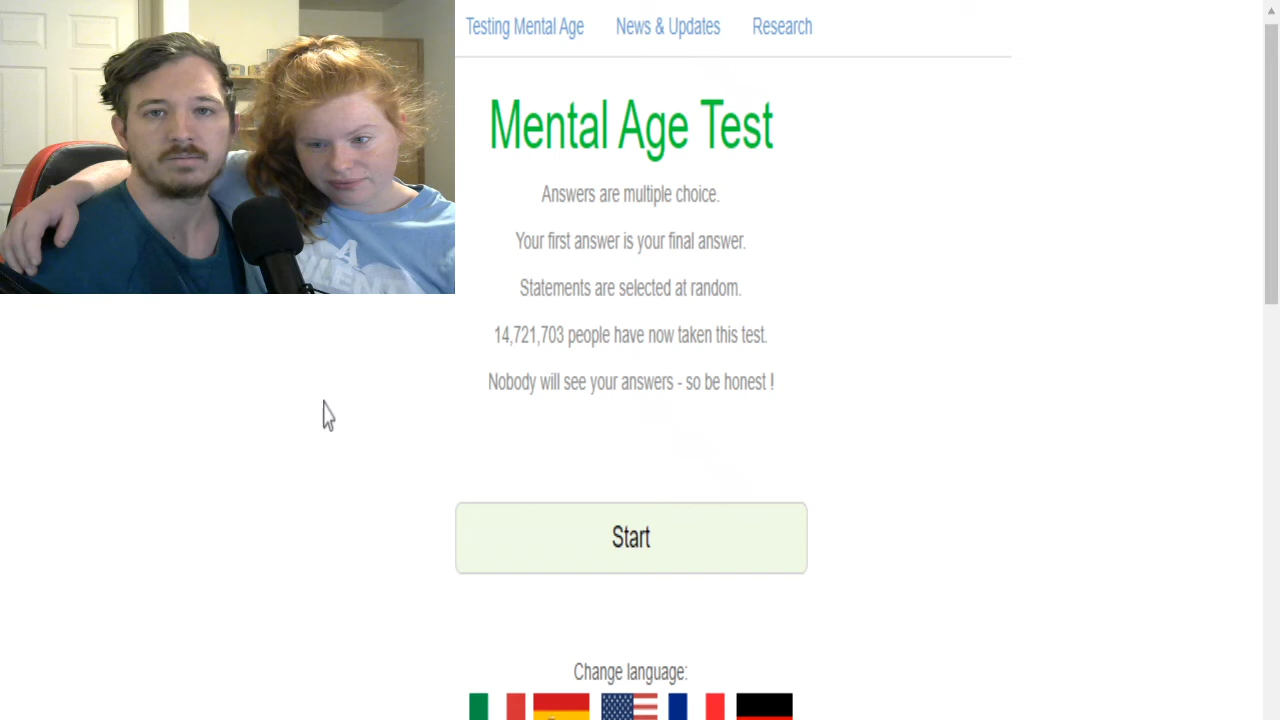 Testing Mental Age News & Updates Research
Mental Age Test
Answers are multiple choice.
Your first answer is your final answer.
Statements are selected at random.
14,721,703 people have now taken this test.
Nobody will see your answers - so be honest !
Start
Change language: